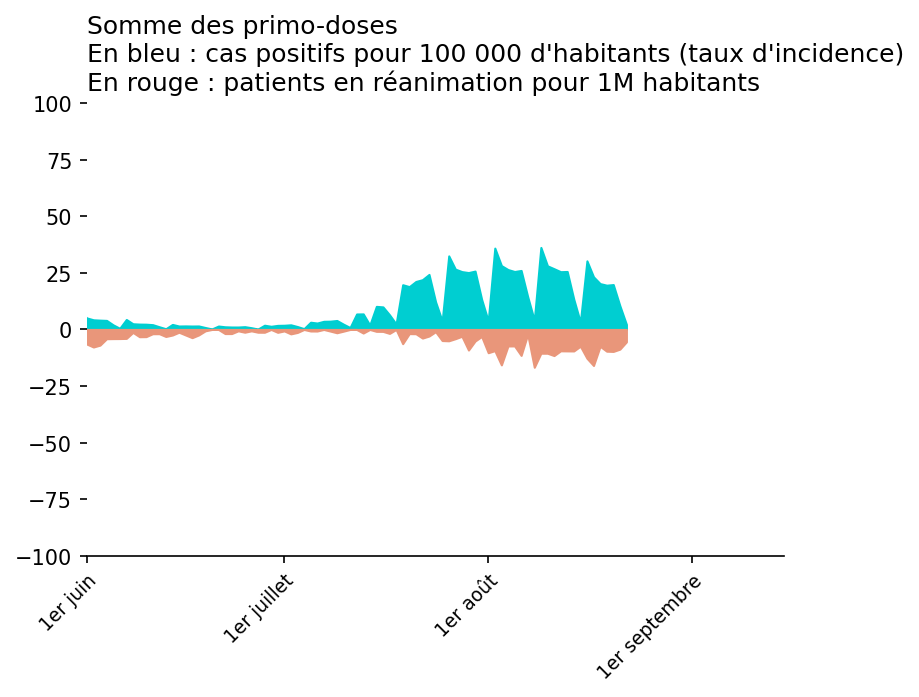 Somme des primo-doses
En bleu : cas positifs pour 100 000 d'habitants (taux d'incidence)
En rouge : patients en réanimation pour 1M habitants
100
75
50
25
0
−25
−50
−75
−100
1er juin
1er juillet
1er août
1er septembre